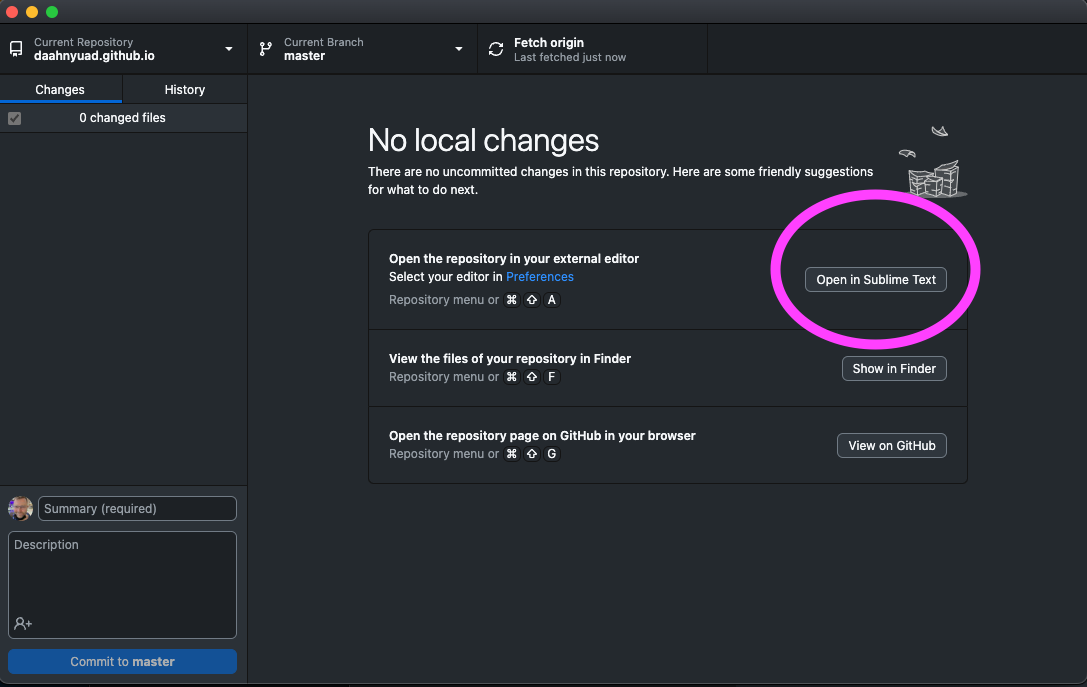 Current Repository
daahnyuad.github.io
Current Branch
master
Fetch origin
Last fetched just now
Changes
History
0 changed files
No local changes
There are no uncommitted changes in this repository. Here are some friendly suggestions
for what to do next.
Open the repository in your external editor
Select your editor in Preferences
Repository menu or ⌘ ⇧ A
Open in Sublime Text
View the files of your repository in Finder
Repository menu or ⌘ ⇧ F
Show in Finder
Open the repository page on GitHub in your browser
Repository menu or ⌘ ⇧ G
View on GitHub
Summary (required)
Description
Commit to master